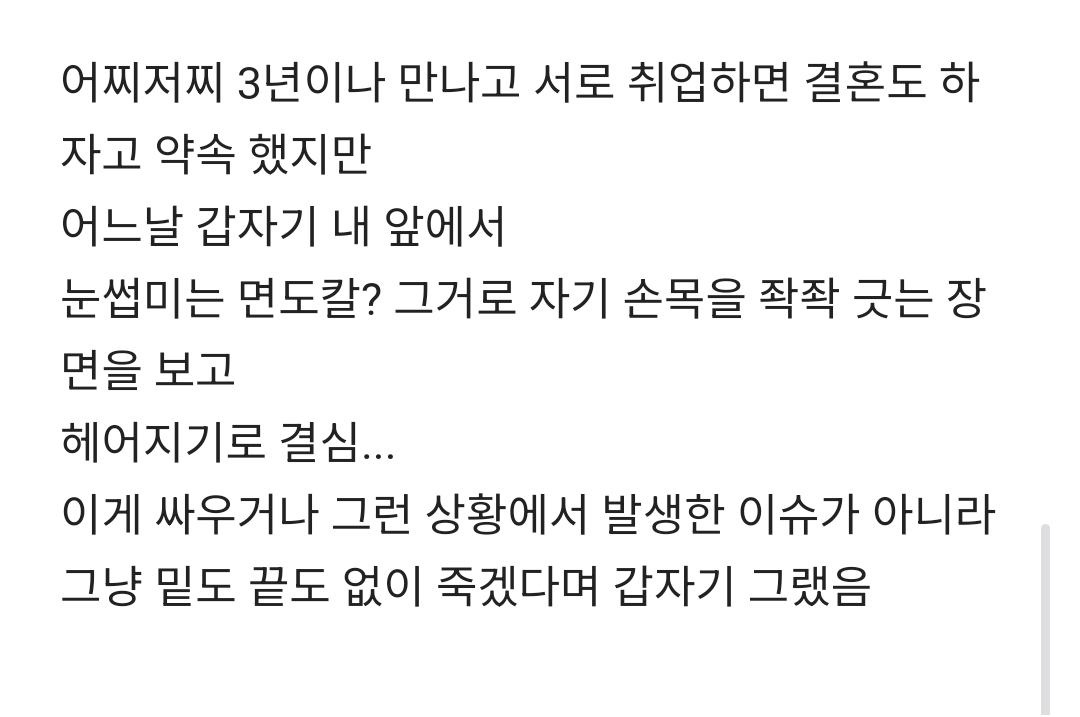 어찌저찌 3년이나 만나고 서로 취업하면 결혼도 하
자고 약속 했지만
어느날 갑자기 내 앞에서
눈썹미는 면도칼? 그거로 자기 손목을 좍좍 긋는 장
면을 보고
헤어지기로 결심...
이게 싸우거나 그런 상황에서 발생한 이슈가 아니라
그냥 밑도 끝도 없이 죽겠다며 갑자기 그랬음